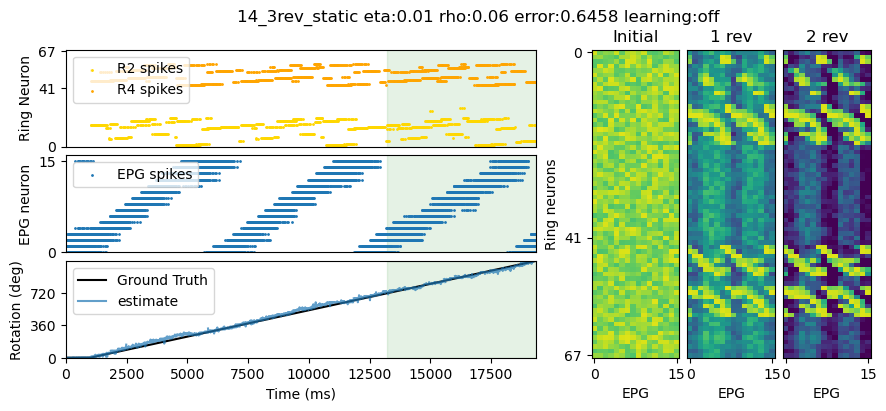 14_3rev_static eta:0.01 rho:0.06 error:0.6458 learning:off
Ring Neuron
67
41
0
R2 spikes
R4 spikes
EPG neuron
15
0
EPG spikes
Rotation (deg)
720
360
0
Ground Truth
estimate
0 2500 5000 7500 10000 12500 15000 17500
Time (ms)
Initial 1 rev 2 rev
Ring neurons
0
41
67
0 15 0 15 0 15
EPG EPG EPG